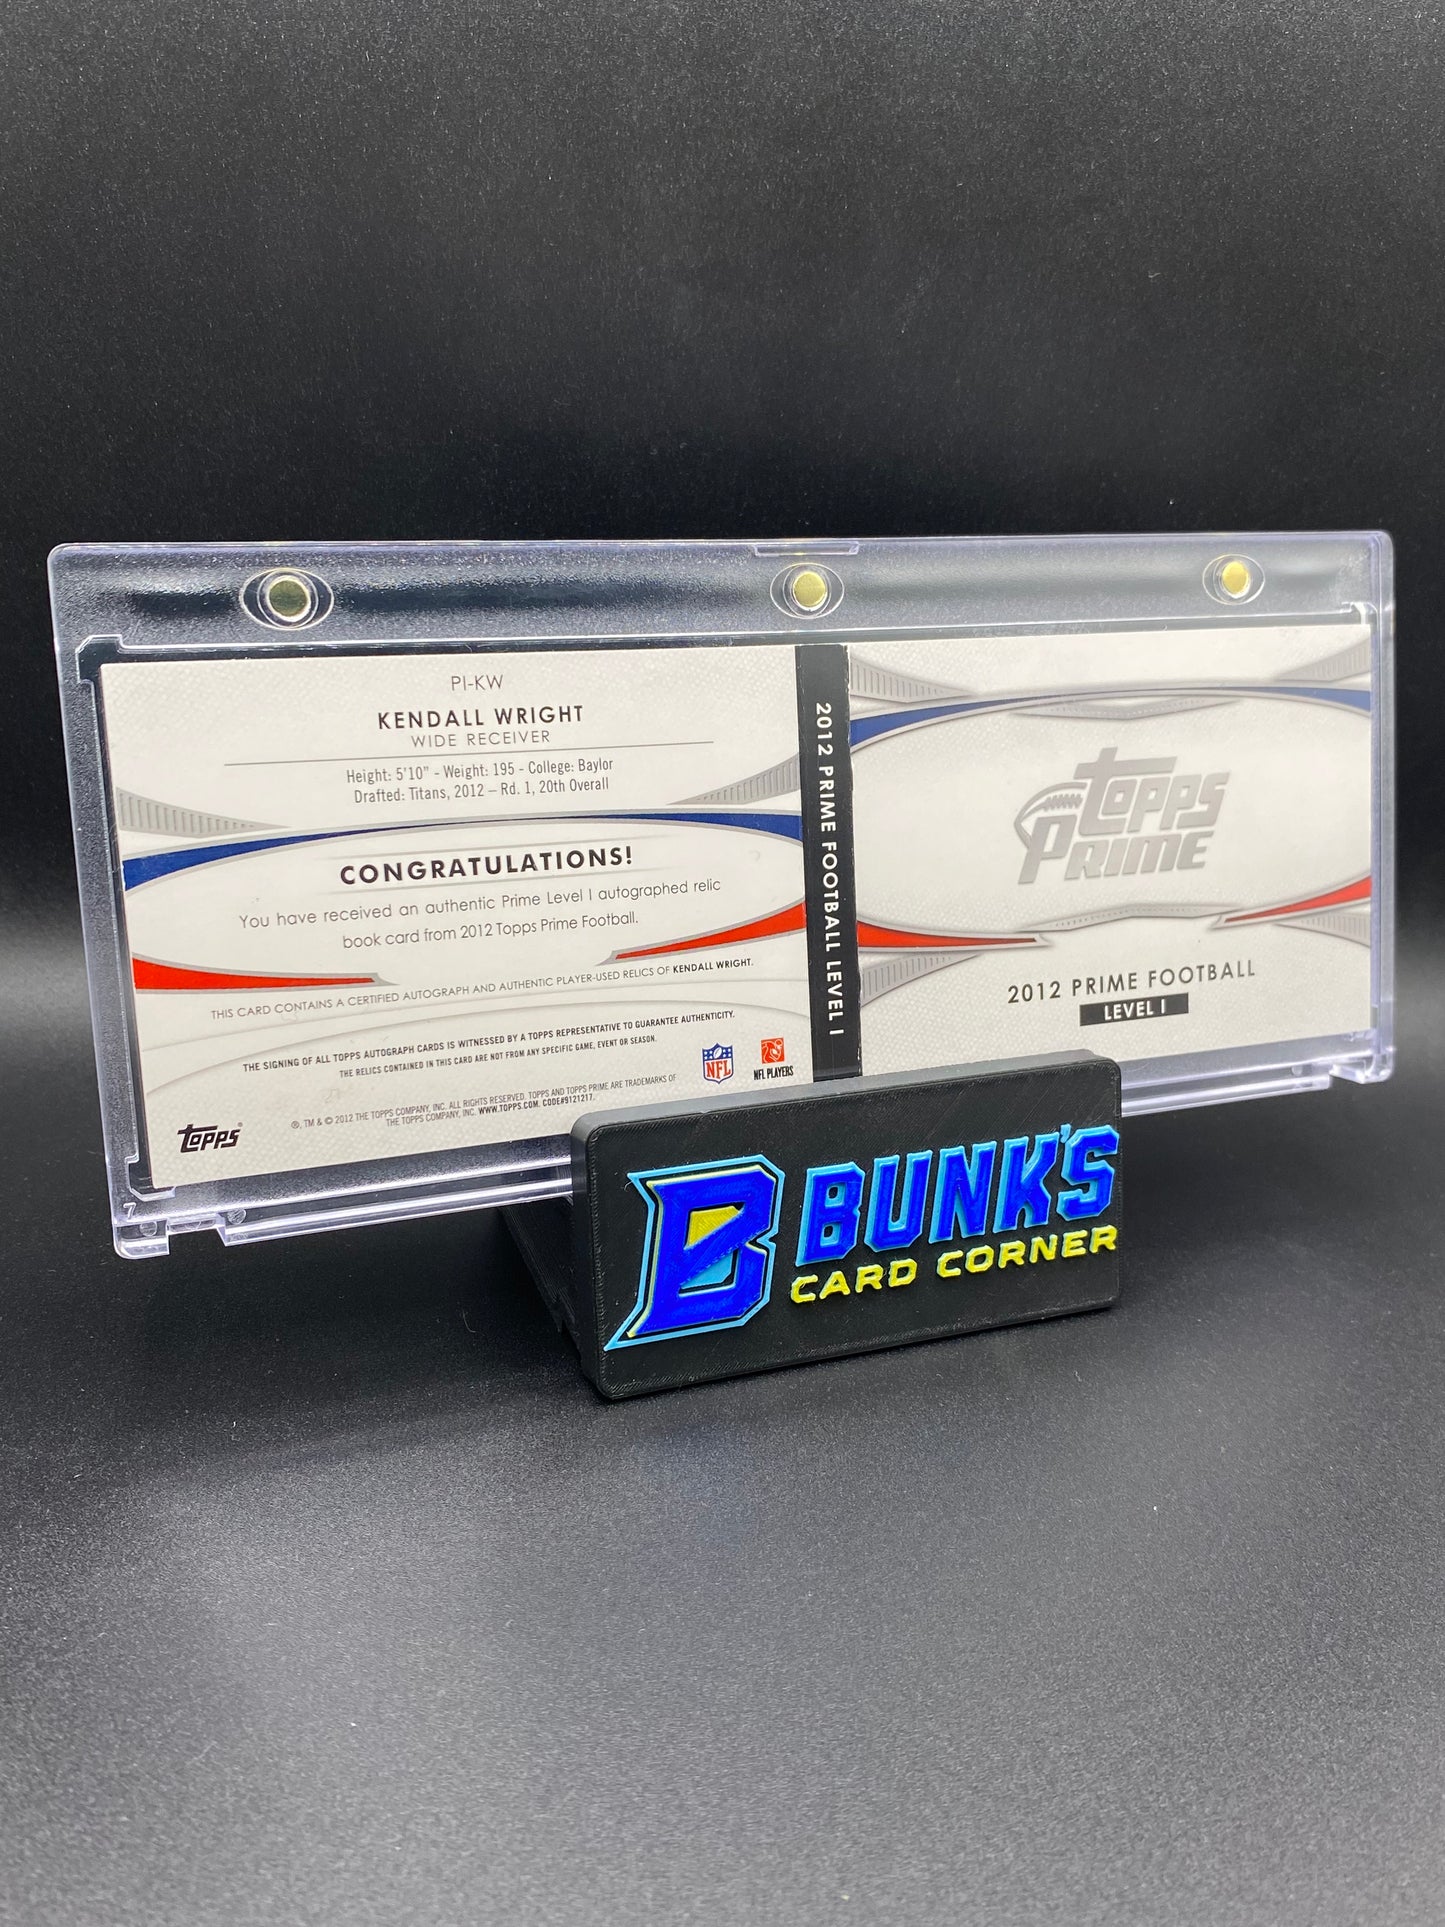 PI-KW
KENDALL WRIGHT
WIDE RECEIVER
Height: 5'10" - Weight: 195 - College: Baylor
Drafted: Titans, 2012 – Rd. 1, 20th Overall
CONGRATULATIONS!
You have received an authentic Prime Level I autographed relic
book card from 2012 Topps Prime Football.
THIS CARD CONTAINS A CERTIFIED AUTOGRAPH AND AUTHENTIC PLAYER-USED RELICS OF KENDALL WRIGHT.
THE SIGNING OF ALL TOPPS AUTOGRAPH CARDS IS WITNESSED BY A TOPPS REPRESENTATIVE TO GUARANTEE AUTHENTICITY.
THE RELICS CONTAINED IN THIS CARD ARE NOT FROM ANY SPECIFIC GAME, EVENT OR SEASON.
®, TM & © 2012 THE TOPPS COMPANY, INC. ALL RIGHTS RESERVED. TOPPS AND TOPPS PRIME ARE TRADEMARKS OF
THE TOPPS COMPANY, INC. WWW.TOPPS.COM. CODE#9121217.
Topps®
NFL
NFL PLAYERS
2012 PRIME FOOTBALL LEVEL I
Topps
PRIME
2012 PRIME FOOTBALL
LEVEL I
7
B
BUNK'S
CARD CORNER